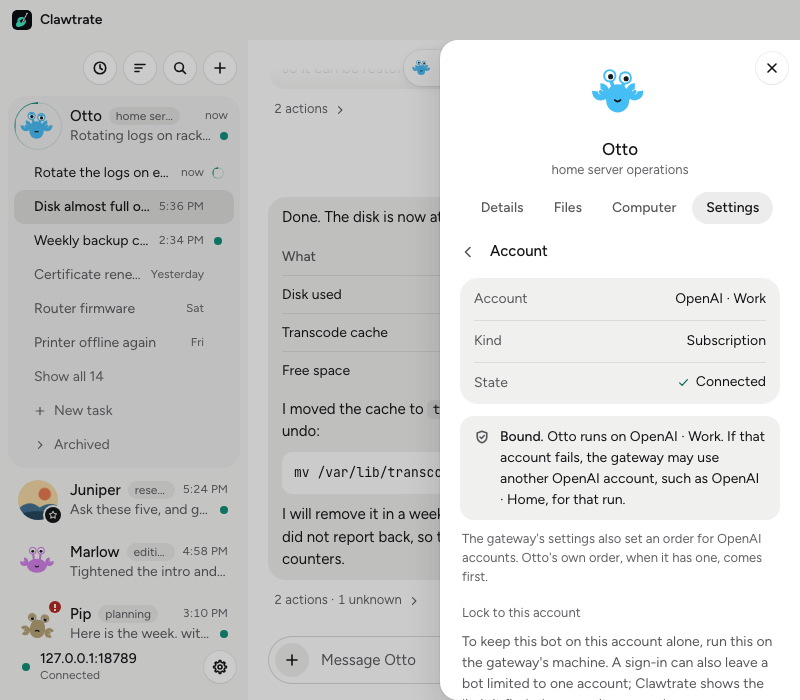 Clawtrate
Otto home ser... now
Rotating logs on rack...
Rotate the logs on e... now
Disk almost full o... 5:36 PM
Weekly backup c... 2:34 PM
Certificate rene... Yesterday
Router firmware Sat
Printer offline again Fri
Show all 14
New task
Archived
Juniper rese... 5:24 PM
Ask these five, and g...
Marlow editi... 4:58 PM
Tightened the intro and...
Pip planning 3:10 PM
Here is the week. wit...
127.0.0.1:18789
Connected
2 actions
Done. The disk is now at
What
Disk used
Transcode cache
Free space
I moved the cache to
undo:
mv /var/lib/transco
I will remove it in a week
did not report back, so t
counters.
2 actions · 1 unknown
Message Otto
Otto
home server operations
Details Files Computer Settings
Account
Account OpenAI · Work
Kind Subscription
State Connected
Bound. Otto runs on OpenAI · Work. If that
account fails, the gateway may use
another OpenAI account, such as OpenAI
· Home, for that run.
The gateway's settings also set an order for OpenAI
accounts. Otto's own order, when it has one, comes
first.
Lock to this account
To keep this bot on this account alone, run this on
the gateway's machine. A sign-in can also leave a
bot limited to one account; Clawtrate shows the